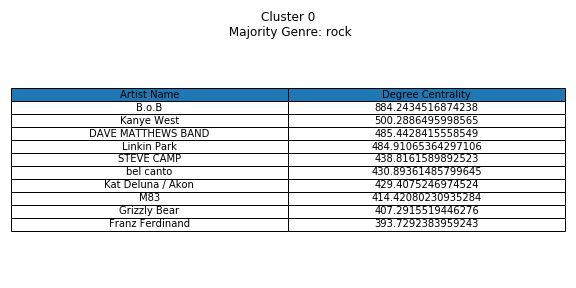 Cluster 0
Majority Genre: rock
Artist Name Degree Centrality
B.o.B 884.2434516874238
Kanye West 500.2886499998565
DAVE MATTHEWS BAND 485.4428415558549
Linkin Park 484.91065364297106
STEVE CAMP 438.8161589892523
bel canto 430.89361485799645
Kat Deluna / Akon 429.4075246974524
M83 414.42080230935284
Grizzly Bear 407.2915519446276
Franz Ferdinand 393.7292383959243